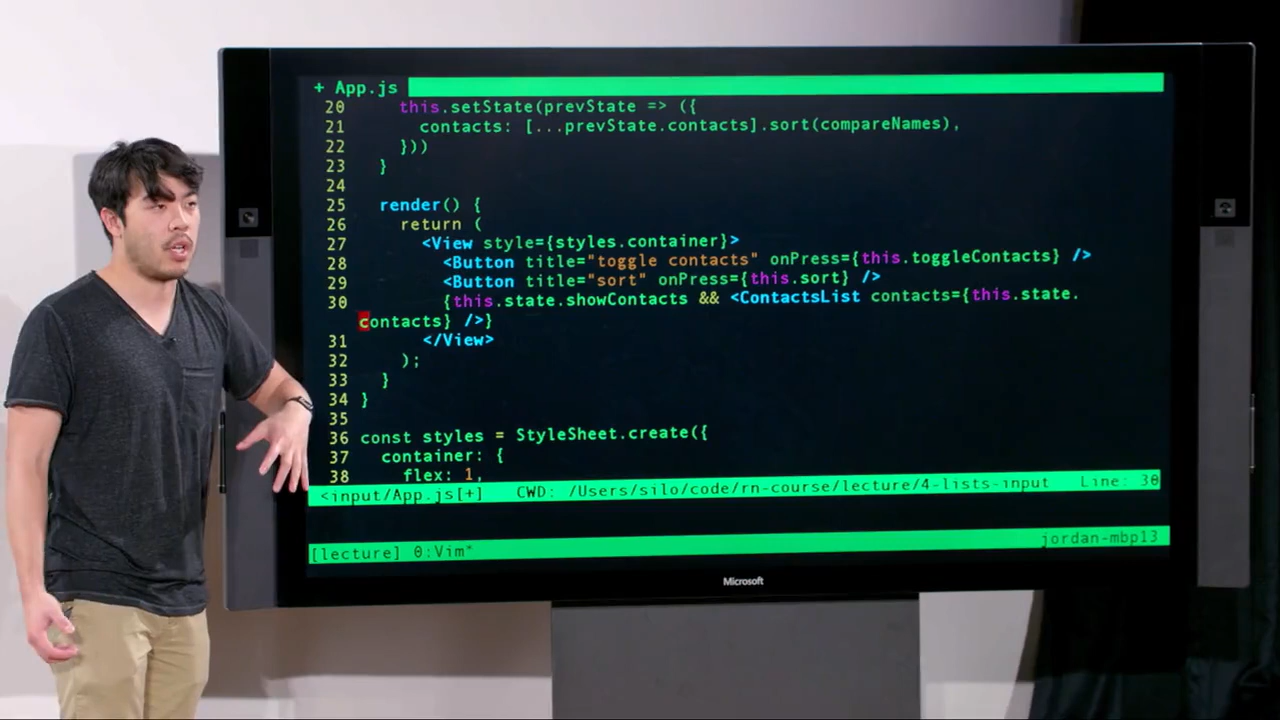 + App.js
20 this.setState(prevState => ({
21 contacts: [...prevState.contacts].sort(compareNames),
22 }))
23 }
24
25 render() {
26 return (
27 <View style={styles.container}>
28 <Button title="toggle contacts" onPress={this.toggleContacts} />
29 <Button title="sort" onPress={this.sort} />
30 {this.state.showContacts && <ContactsList contacts={this.state.
contacts} />}
31 </View>
32 );
33 }
34 }
35
36 const styles = StyleSheet.create({
37 container: {
38 flex: 1,
<input/App.js[+] CWD: /Users/silo/code/rn-course/lecture/4-lists-input Line: 30
[lecture] 0:Vim* jordan-mbp13
Microsoft